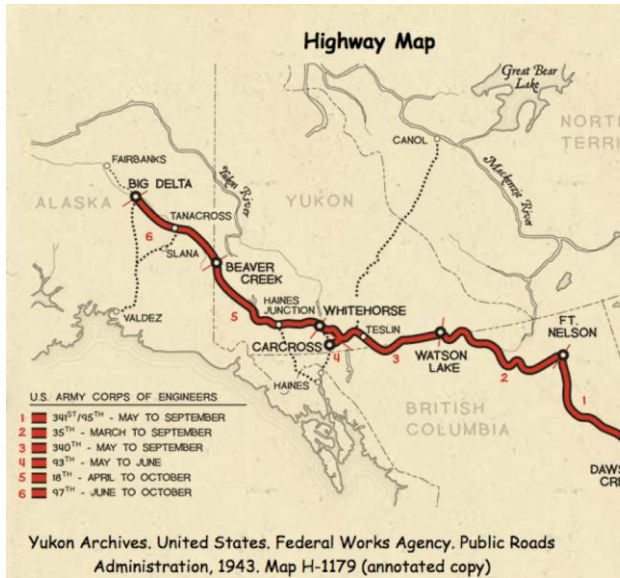 Highway Map
Great Bear
Lake
NORTH
TERRI
CANOL
Mackenzie
River
FAIRBANKS
BIG DELTA
Yukon
River
ALASKA
YUKON
TANACROSS
6
SLANA
BEAVER
CREEK
VALDEZ
5
HAINES
JUNCTION
WHITEHORSE
CARCROSS
4
TESLIN
3
WATSON
LAKE
FT.
NELSON
2
1
HAINES
BRITISH
COLUMBIA
DAWS
CRE
U.S. ARMY CORPS OF ENGINEERS
1 341ST/95TH - MAY TO SEPTEMBER
2 35TH - MARCH TO SEPTEMBER
3 340TH - MAY TO SEPTEMBER
4 93TH - MAY TO JUNE
5 18TH - APRIL TO OCTOBER
6 97TH - JUNE TO OCTOBER
Yukon Archives. United States. Federal Works Agency. Public Roads
Administration, 1943. Map H-1179 (annotated copy)